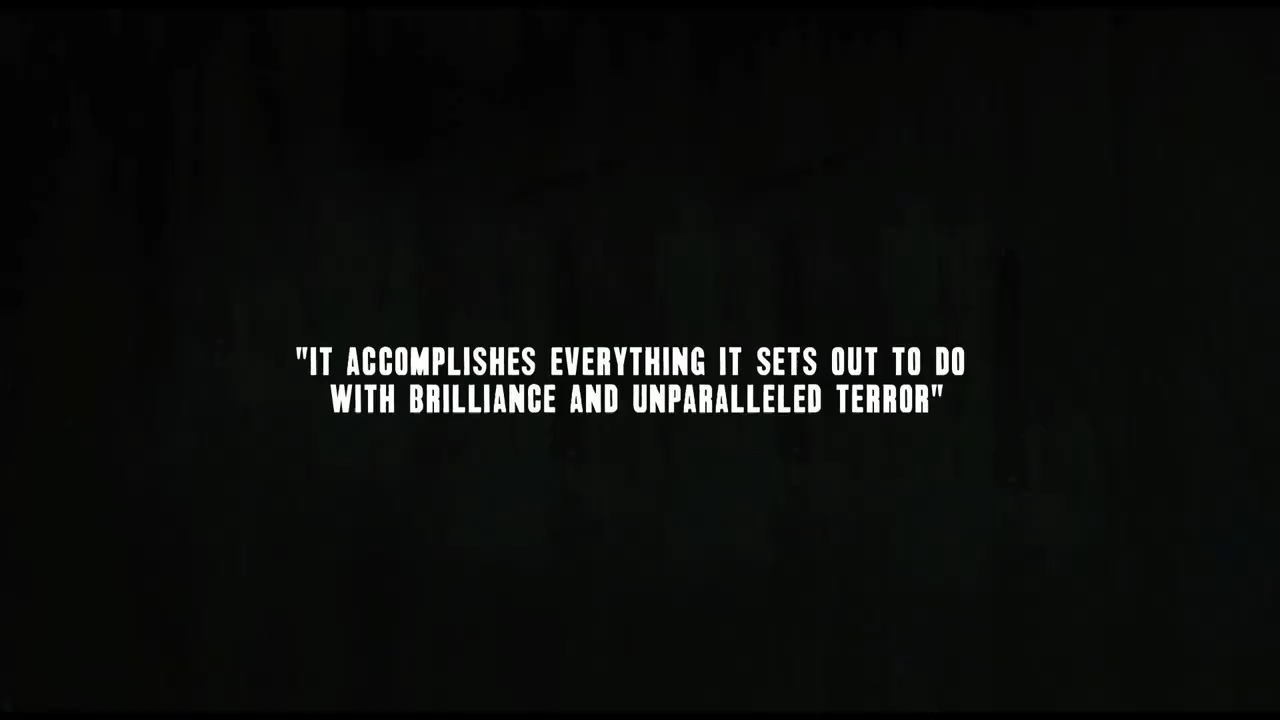 "IT ACCOMPLISHES EVERYTHING IT SETS OUT TO DO
WITH BRILLIANCE AND UNPARALLELED TERROR"